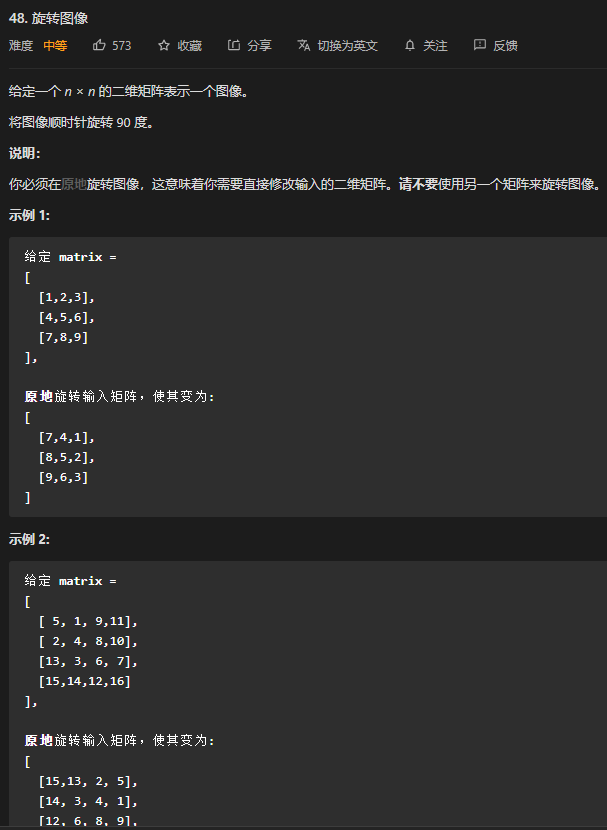 48. 旋转图像
难度 中等 573 收藏 分享 切换为英文 关注 反馈
给定一个 n × n 的二维矩阵表示一个图像。
将图像顺时针旋转 90 度。
说明：
你必须在原地旋转图像，这意味着你需要直接修改输入的二维矩阵。请不要使用另一个矩阵来旋转图像。
示例 1:
给定 matrix =
[
[1,2,3],
[4,5,6],
[7,8,9]
],
原地旋转输入矩阵，使其变为:
[
[7,4,1],
[8,5,2],
[9,6,3]
]
示例 2:
给定 matrix =
[
[ 5, 1, 9,11],
[ 2, 4, 8,10],
[13, 3, 6, 7],
[15,14,12,16]
],
原地旋转输入矩阵，使其变为:
[
[15,13, 2, 5],
[14, 3, 4, 1],
[12, 6, 8, 9],